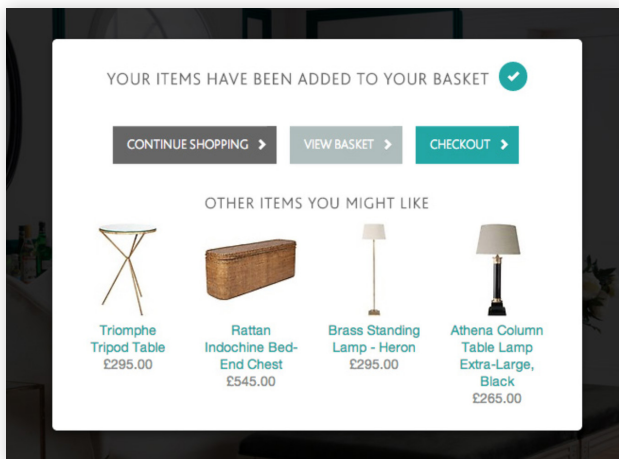 YOUR ITEMS HAVE BEEN ADDED TO YOUR BASKET
CONTINUE SHOPPING
VIEW BASKET
CHECKOUT
OTHER ITEMS YOU MIGHT LIKE
Triomphe
Tripod Table
£295.00
Rattan
Indochine Bed-
End Chest
£545.00
Brass Standing
Lamp - Heron
£295.00
Athena Column
Table Lamp
Extra-Large,
Black
£265.00